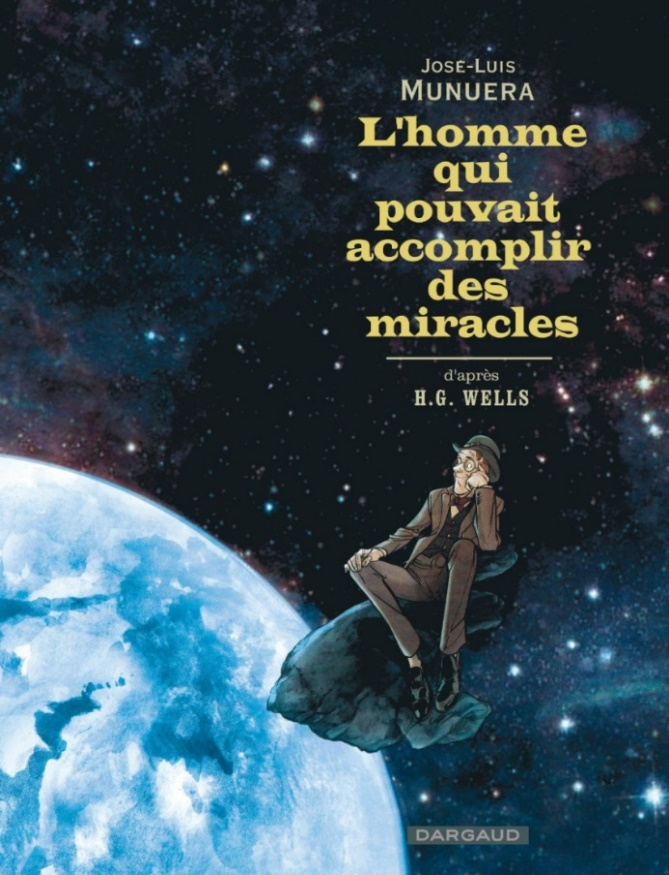 José-Luis
MUNUERA
L'homme
qui
pouvait
accomplir
des
miracles
d'après
H.G. WELLS
DARGAUD